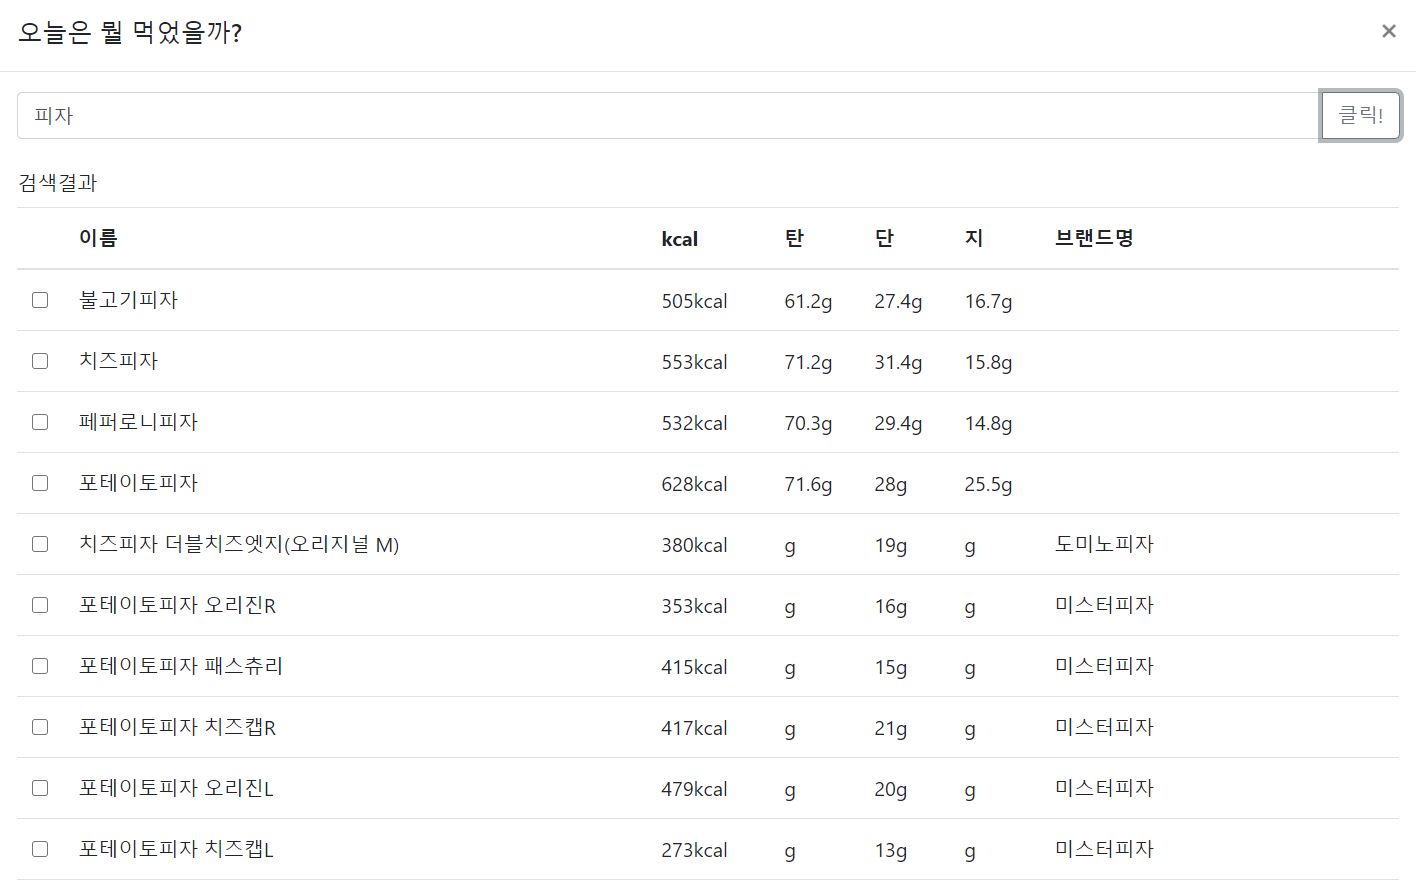 오늘은 뭘 먹었을까?
×
피자
클릭!
검색결과
이름 kcal 탄 단 지 브랜드명
불고기피자 505kcal 61.2g 27.4g 16.7g
치즈피자 553kcal 71.2g 31.4g 15.8g
페퍼로니피자 532kcal 70.3g 29.4g 14.8g
포테이토피자 628kcal 71.6g 28g 25.5g
치즈피자 더블치즈엣지(오리지널 M) 380kcal g 19g g 도미노피자
포테이토피자 오리진R 353kcal g 16g g 미스터피자
포테이토피자 패스츄리 415kcal g 15g g 미스터피자
포테이토피자 치즈캡R 417kcal g 21g g 미스터피자
포테이토피자 오리진L 479kcal g 20g g 미스터피자
포테이토피자 치즈캡L 273kcal g 13g g 미스터피자